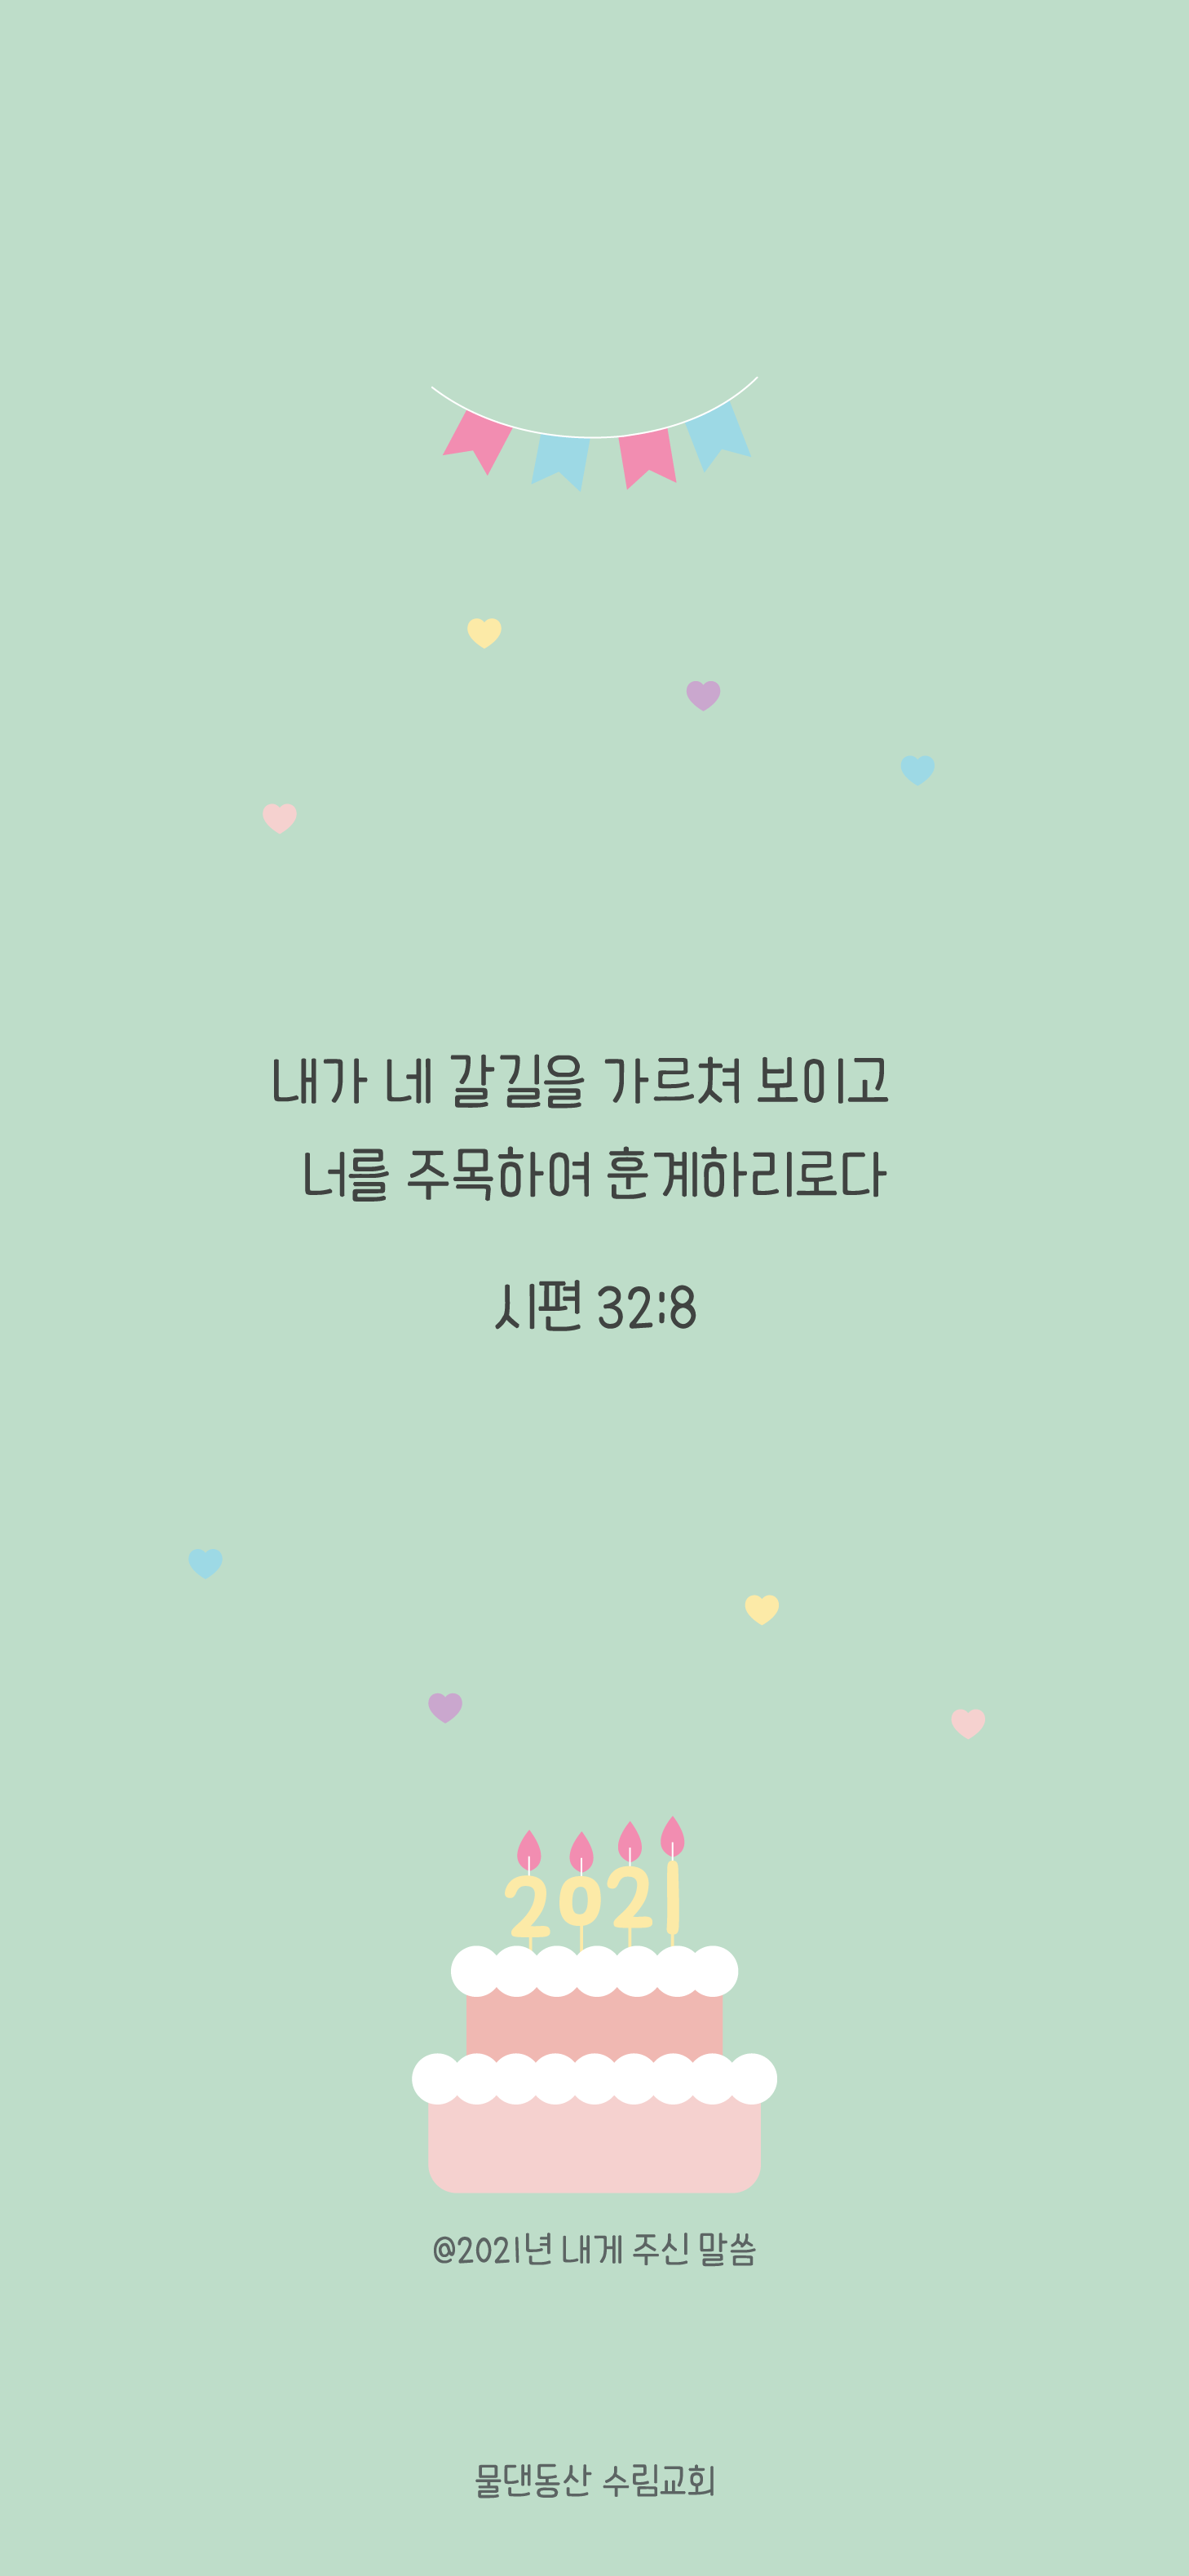 내가 네 갈길을 가르쳐 보이고
너를 주목하여 훈계하리로다
시편 32:8
2021
@2021년 내게 주신 말씀
물댄동산 수림교회